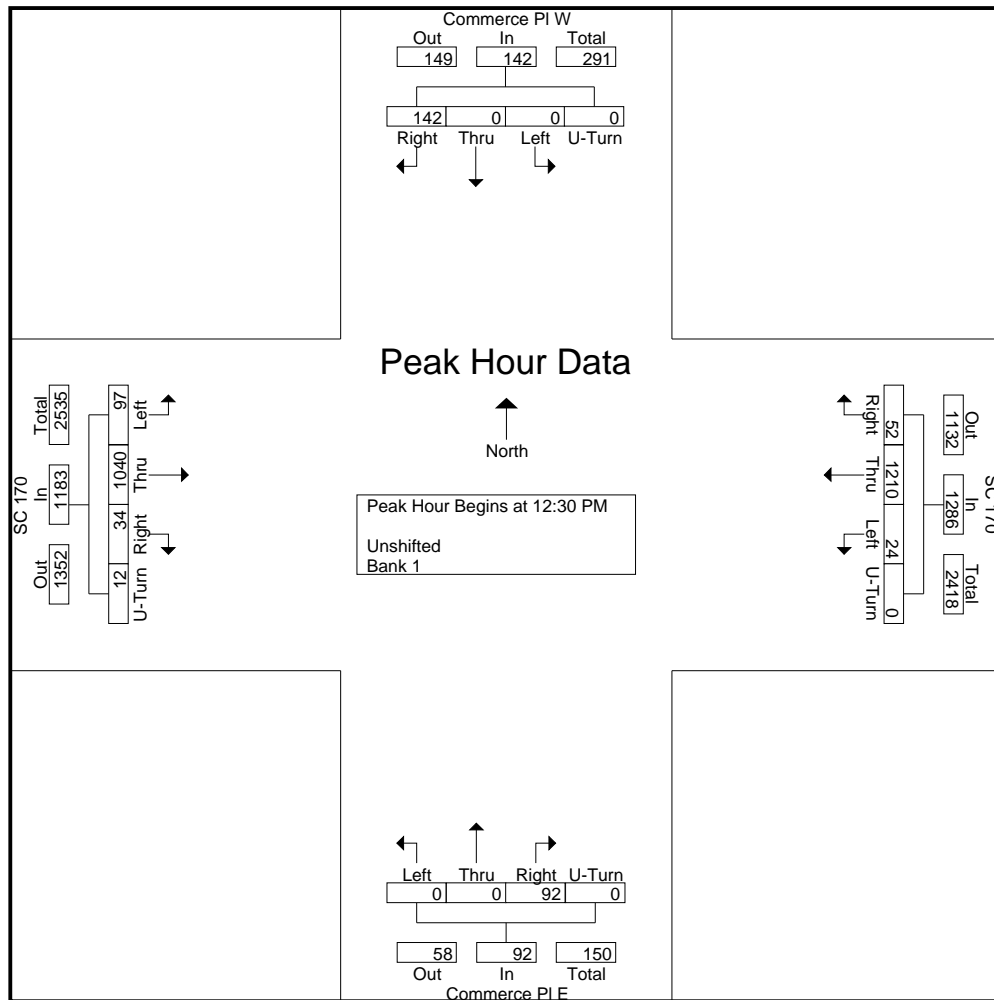 Commerce Pl W
Out In Total
149 142 291
142 0 0 0
Right Thru Left U-Turn
Peak Hour Data
North
Peak Hour Begins at 12:30 PM
Unshifted
Bank 1
SC 170
Out In Total
1352 1183 2535
12 34 1040 97
U-Turn Right Thru Left
SC 170
Out In Total
1132 1286 2418
52 1210 24 0
Right Thru Left U-Turn
Left Thru Right U-Turn
0 0 92 0
58 92 150
Out In Total
Commerce Pl E